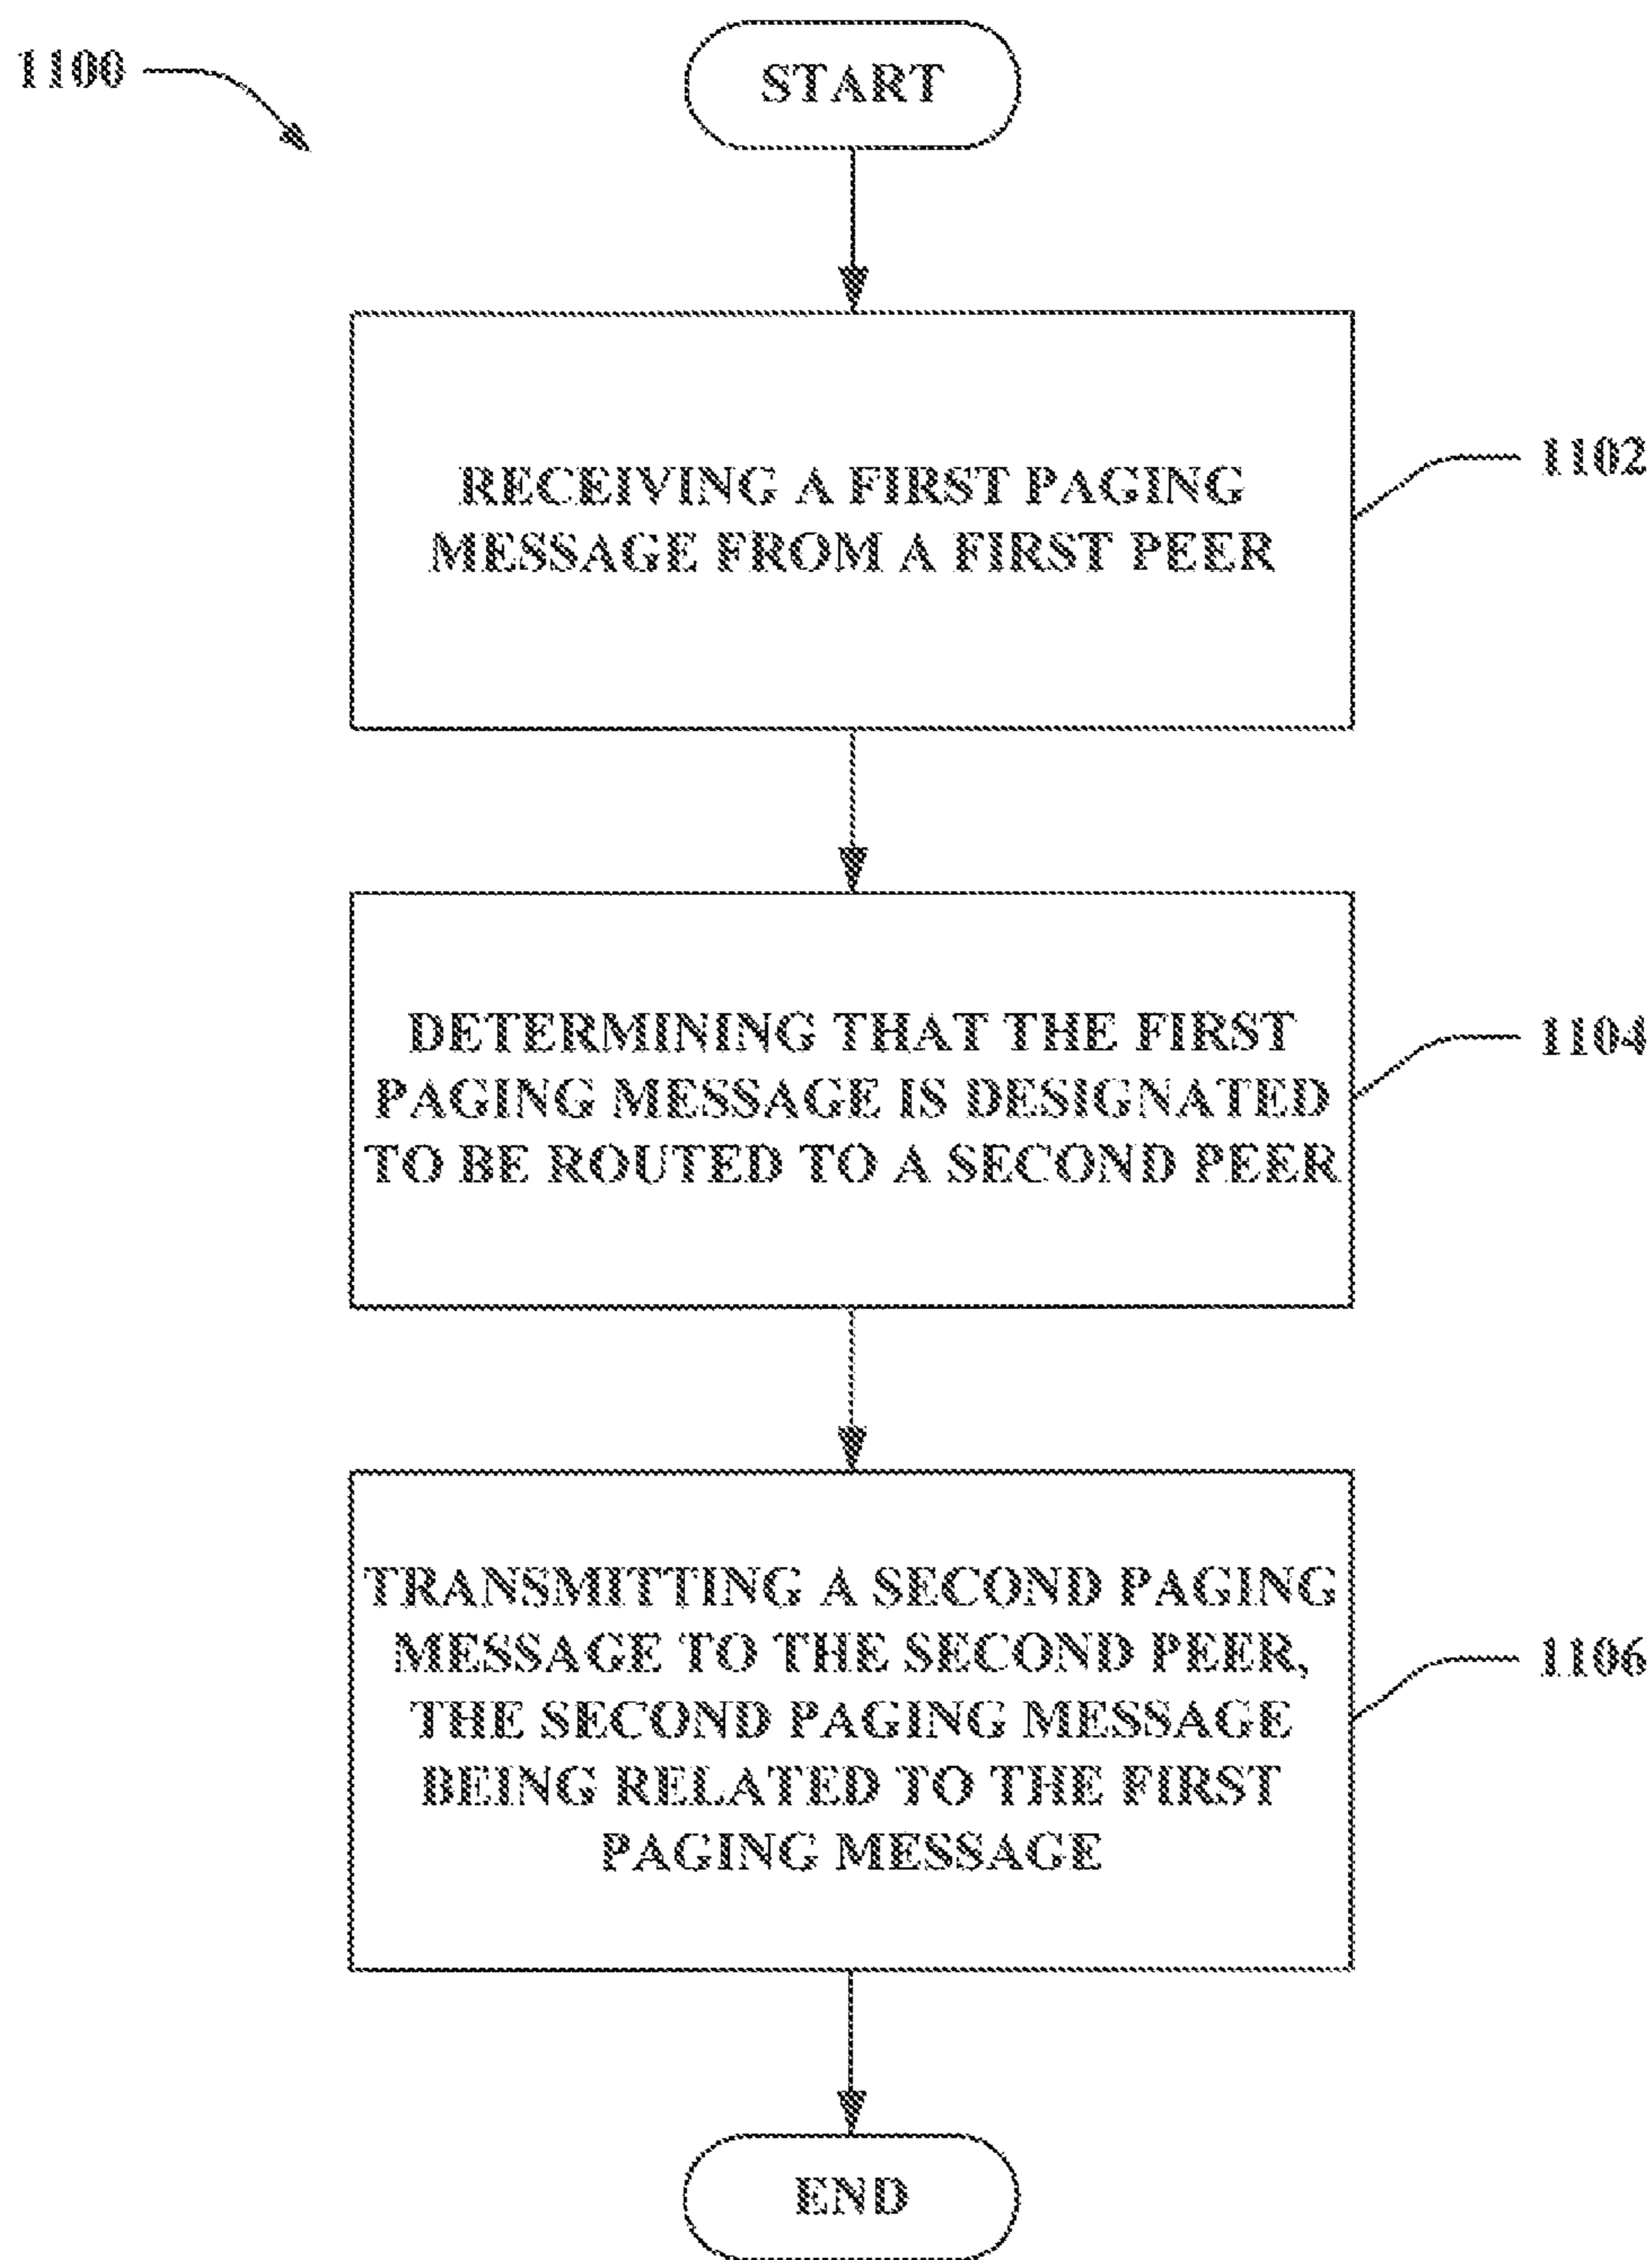 1100
START
RECEIVING A FIRST PAGING
MESSAGE FROM A FIRST PEER
1102
DETERMINING THAT THE FIRST
PAGING MESSAGE IS DESIGNATED
TO BE ROUTED TO A SECOND PEER
1104
TRANSMITTING A SECOND PAGING
MESSAGE TO THE SECOND PEER,
THE SECOND PAGING MESSAGE
BEING RELATED TO THE FIRST
PAGING MESSAGE
1106
END